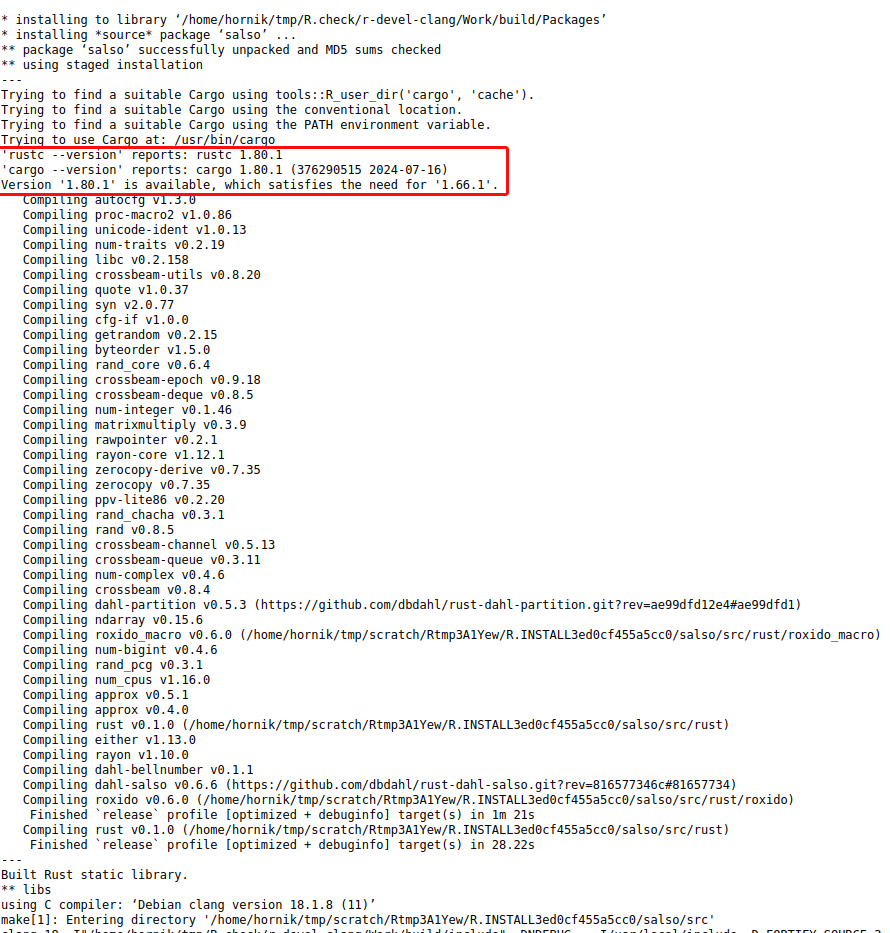 * installing to library ‘/home/hornik/tmp/R.check/r-devel-clang/Work/build/Packages’
* installing *source* package ‘salso’ ...
** package ‘salso’ successfully unpacked and MD5 sums checked
** using staged installation
---
Trying to find a suitable Cargo using tools::R_user_dir('cargo', 'cache').
Trying to find a suitable Cargo using the conventional location.
Trying to find a suitable Cargo using the PATH environment variable.
Trying to use Cargo at: /usr/bin/cargo
'rustc --version' reports: rustc 1.80.1
'cargo --version' reports: cargo 1.80.1 (376290515 2024-07-16)
Version '1.80.1' is available, which satisfies the need for '1.66.1'.
Compiling autocfg v1.3.0
Compiling proc-macro2 v1.0.86
Compiling unicode-ident v1.0.13
Compiling num-traits v0.2.19
Compiling libc v0.2.158
Compiling crossbeam-utils v0.8.20
Compiling quote v1.0.37
Compiling syn v2.0.77
Compiling cfg-if v1.0.0
Compiling getrandom v0.2.15
Compiling byteorder v1.5.0
Compiling rand_core v0.6.4
Compiling crossbeam-epoch v0.9.18
Compiling crossbeam-deque v0.8.5
Compiling num-integer v0.1.46
Compiling matrixmultiply v0.3.9
Compiling rawpointer v0.2.1
Compiling rayon-core v1.12.1
Compiling zerocopy-derive v0.7.35
Compiling zerocopy v0.7.35
Compiling ppv-lite86 v0.2.20
Compiling rand_chacha v0.3.1
Compiling rand v0.8.5
Compiling crossbeam-channel v0.5.13
Compiling crossbeam-queue v0.3.11
Compiling num-complex v0.4.6
Compiling crossbeam v0.8.4
Compiling dahl-partition v0.5.3 (https://github.com/dbdahl/rust-dahl-partition.git?rev=ae99dfd12e4#ae99dfd1)
Compiling ndarray v0.15.6
Compiling roxido_macro v0.6.0 (/home/hornik/tmp/scratch/Rtmp3A1Yew/R.INSTALL3ed0cf455a5cc0/salso/src/rust/roxido_macro)
Compiling num-bigint v0.4.6
Compiling rand_pcg v0.3.1
Compiling num_cpus v1.16.0
Compiling approx v0.5.1
Compiling approx v0.4.0
Compiling rust v0.1.0 (/home/hornik/tmp/scratch/Rtmp3A1Yew/R.INSTALL3ed0cf455a5cc0/salso/src/rust)
Compiling either v1.13.0
Compiling rayon v1.10.0
Compiling dahl-bellnumber v0.1.1
Compiling dahl-salso v0.6.6 (https://github.com/dbdahl/rust-dahl-salso.git?rev=816577346c#81657734)
Compiling roxido v0.6.0 (/home/hornik/tmp/scratch/Rtmp3A1Yew/R.INSTALL3ed0cf455a5cc0/salso/src/rust/roxido)
Finished `release` profile [optimized + debuginfo] target(s) in 1m 21s
Compiling rust v0.1.0 (/home/hornik/tmp/scratch/Rtmp3A1Yew/R.INSTALL3ed0cf455a5cc0/salso/src/rust)
Finished `release` profile [optimized + debuginfo] target(s) in 28.22s
---
Built Rust static library.
** libs
using C compiler: ‘Debian clang version 18.1.8 (11)’
make[1]: Entering directory '/home/hornik/tmp/scratch/Rtmp3A1Yew/R.INSTALL3ed0cf455a5cc0/salso/src'